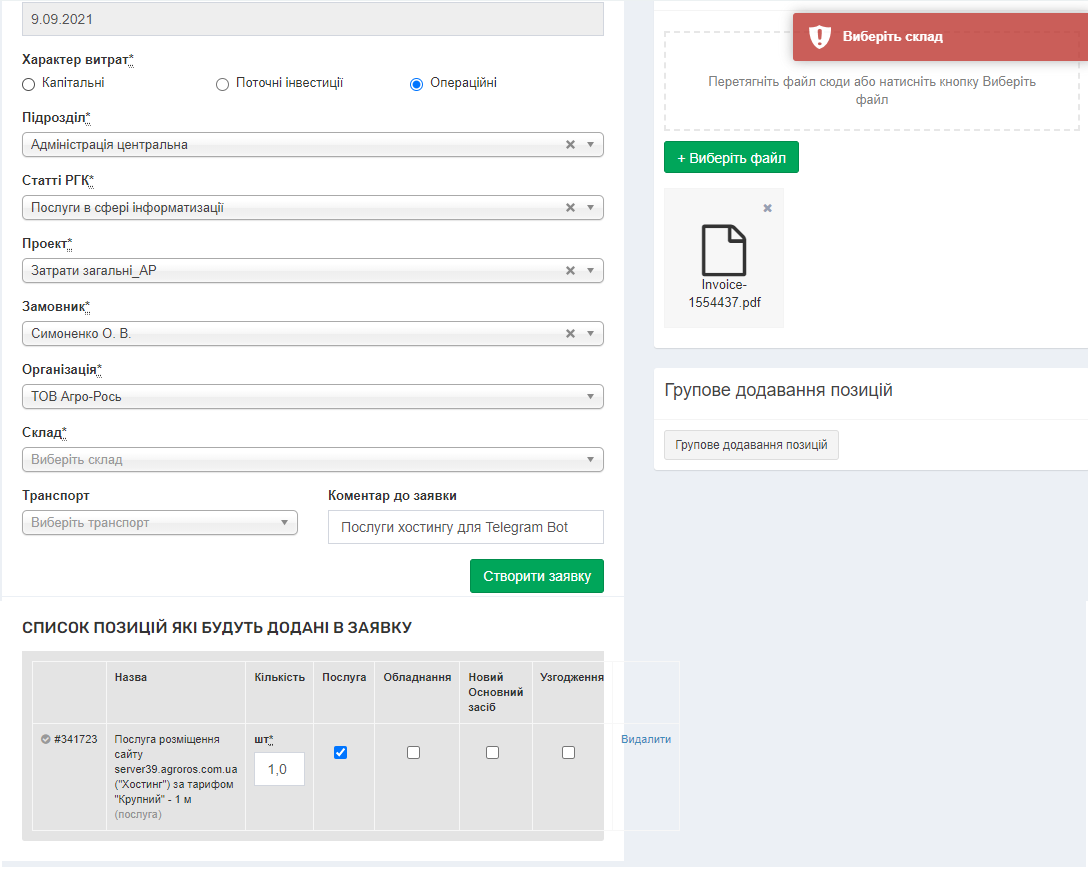 9.09.2021
Характер витрат*
Капітальні
Поточні інвестиції
Операційні
Підрозділ*
Адміністрація центральна
Статті РГК*
Послуги в сфері інформатизації
Проект*
Затрати загальні_АР
Замовник*
Симоненко О. В.
Організація*
ТОВ Агро-Рось
Склад*
Виберіть склад
Транспорт
Виберіть транспорт
Коментар до заявки
Послуги хостингу для Telegram Bot
Створити заявку
Виберіть склад
Перетягніть файл сюди або натисніть кнопку Виберіть
файл
+ Виберіть файл
Invoice-
1554437.pdf
Групове додавання позицій
Групове додавання позицій
СПИСОК ПОЗИЦІЙ ЯКІ БУДУТЬ ДОДАНІ В ЗАЯВКУ
Назва
Кількість
Послуга
Обладнання
Новий
Основний
засіб
Узгодження
#341723
Послуга розміщення
сайту
server39.agroros.com.ua
("Хостинг") за тарифом
"Крупний" - 1 м
(послуга)
шт*
1,0
Видалити